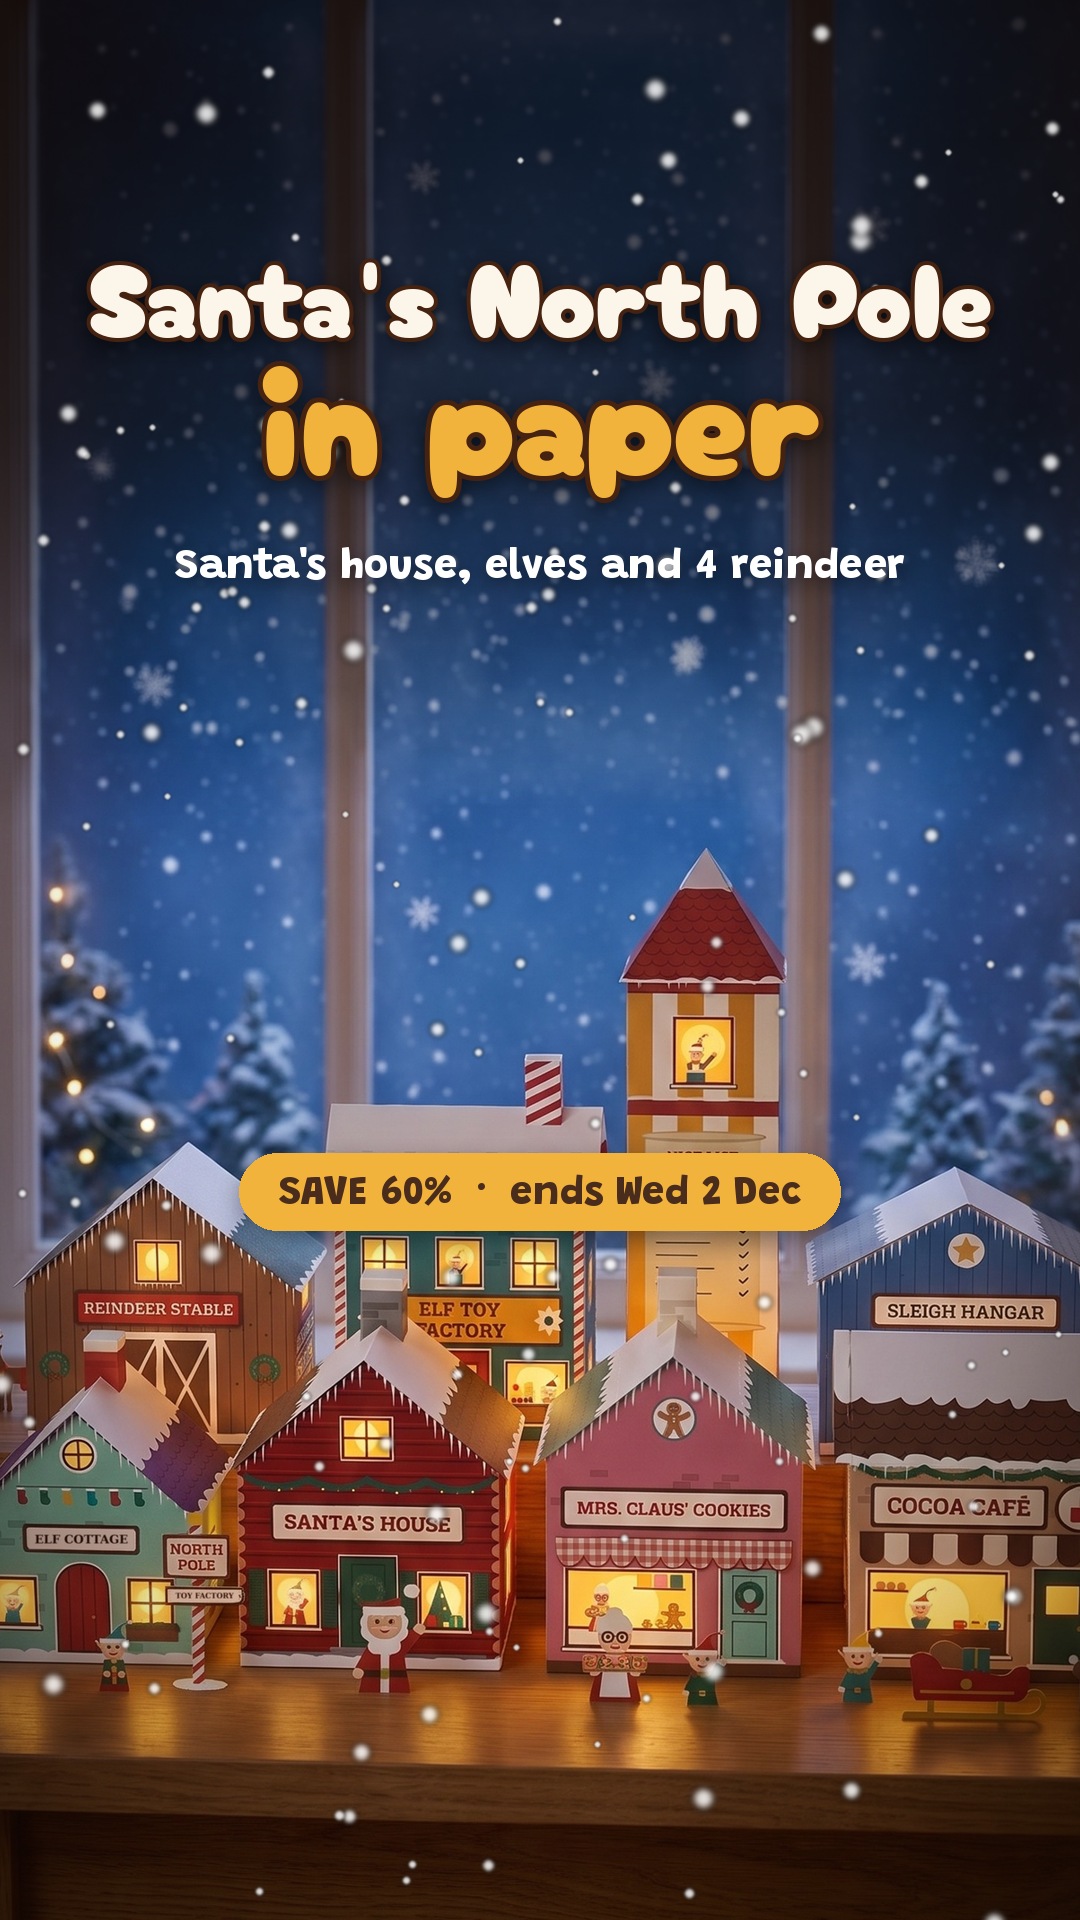 Santa's North Pole
in paper
Santa's house, elves and 4 reindeer
SAVE 60% · ends Wed 2 Dec
REINDEER STABLE
ELF TOY
FACTORY
SLEIGH HANGAR
ELF COTTAGE
NORTH
POLE
TOY FACTORY
SANTA'S HOUSE
MRS. CLAUS' COOKIES
COCOA CAFÉ